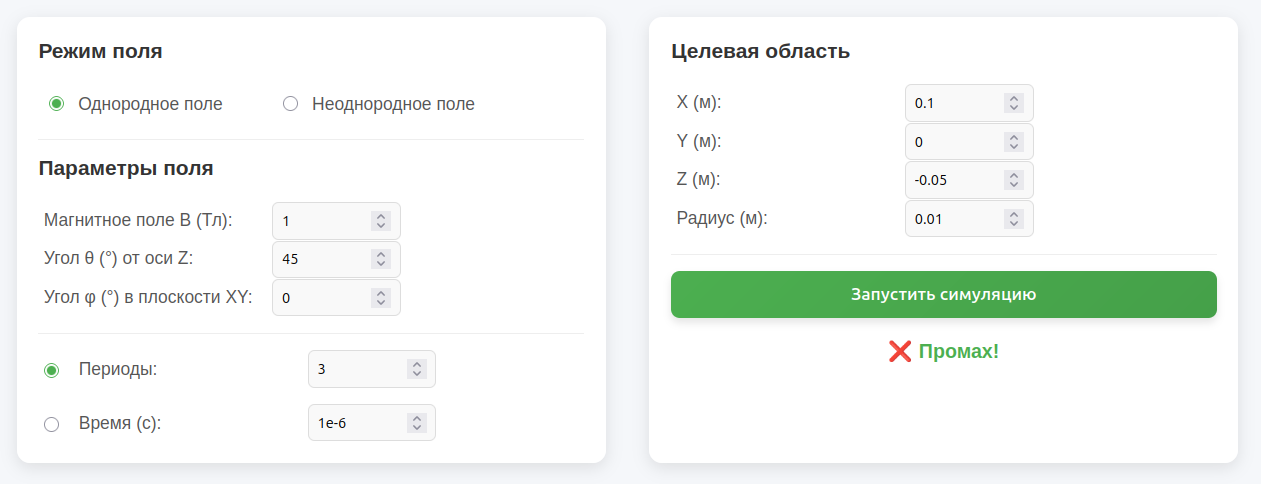 Режим поля
Однородное поле
Неоднородное поле
Параметры поля
Магнитное поле B (Тл):
1
Угол θ (°) от оси Z:
45
Угол φ (°) в плоскости XY:
0
Периоды:
3
Время (с):
1e-6
Целевая область
X (м):
0.1
Y (м):
0
Z (м):
-0.05
Радиус (м):
0.01
Запустить симуляцию
❌ Промах!